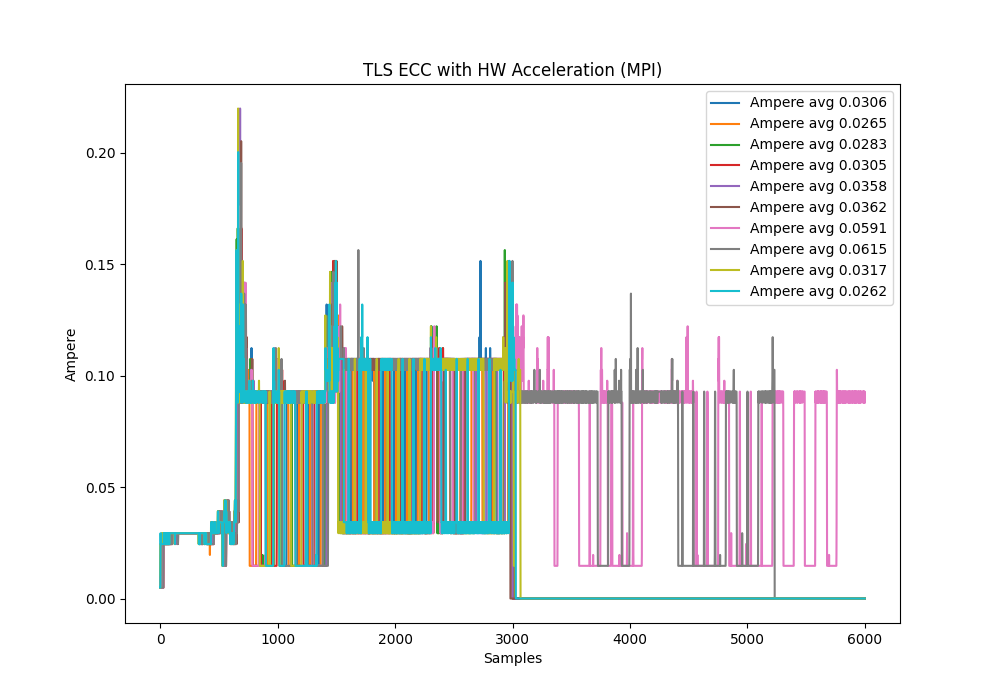 TLS ECC with HW Acceleration (MPI)
Ampere avg 0.0306
Ampere avg 0.0265
Ampere avg 0.0283
Ampere avg 0.0305
Ampere avg 0.0358
Ampere avg 0.0362
Ampere avg 0.0591
Ampere avg 0.0615
Ampere avg 0.0317
Ampere avg 0.0262
0.20
0.15
0.10
0.05
0.00
Ampere
0 1000 2000 3000 4000 5000 6000
Samples